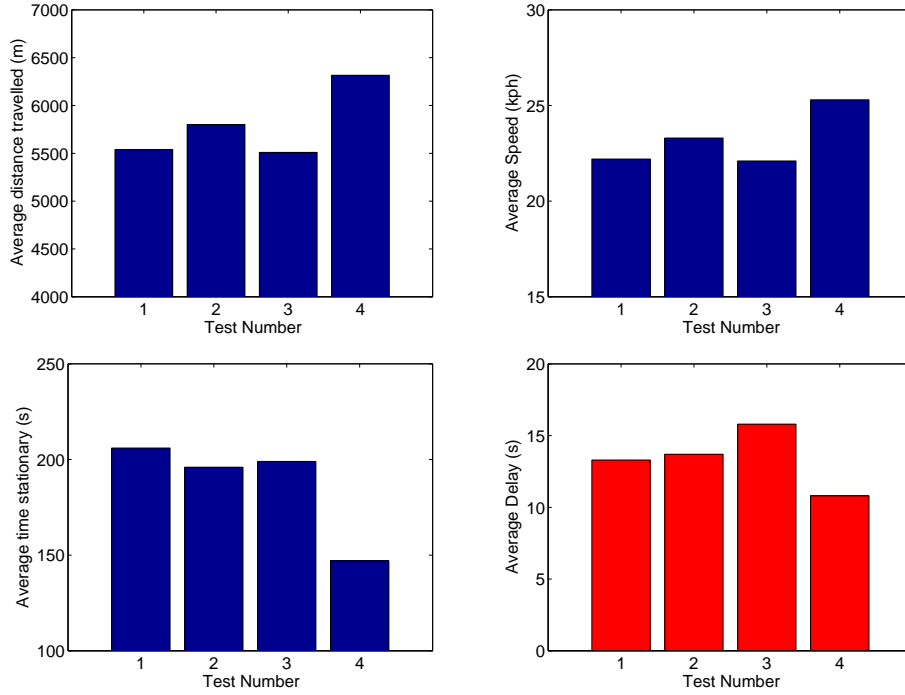 7000
6500
6000
5500
5000
4500
4000
Average distance travelled (m)
1 2 3 4
Test Number
30
25
20
15
Average Speed (kph)
1 2 3 4
Test Number
250
200
150
100
Average time stationary (s)
1 2 3 4
Test Number
20
15
10
5
0
Average Delay (s)
1 2 3 4
Test Number